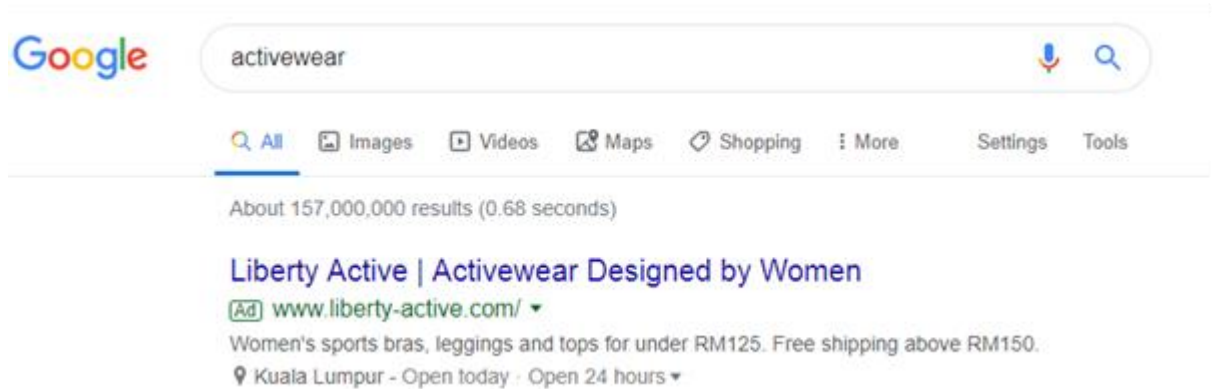 Google activewear
All Images Videos Maps Shopping More Settings Tools
About 157,000,000 results (0.68 seconds)
Liberty Active | Activewear Designed by Women
Ad www.liberty-active.com/
Women's sports bras, leggings and tops for under RM125. Free shipping above RM150.
Kuala Lumpur - Open today · Open 24 hours